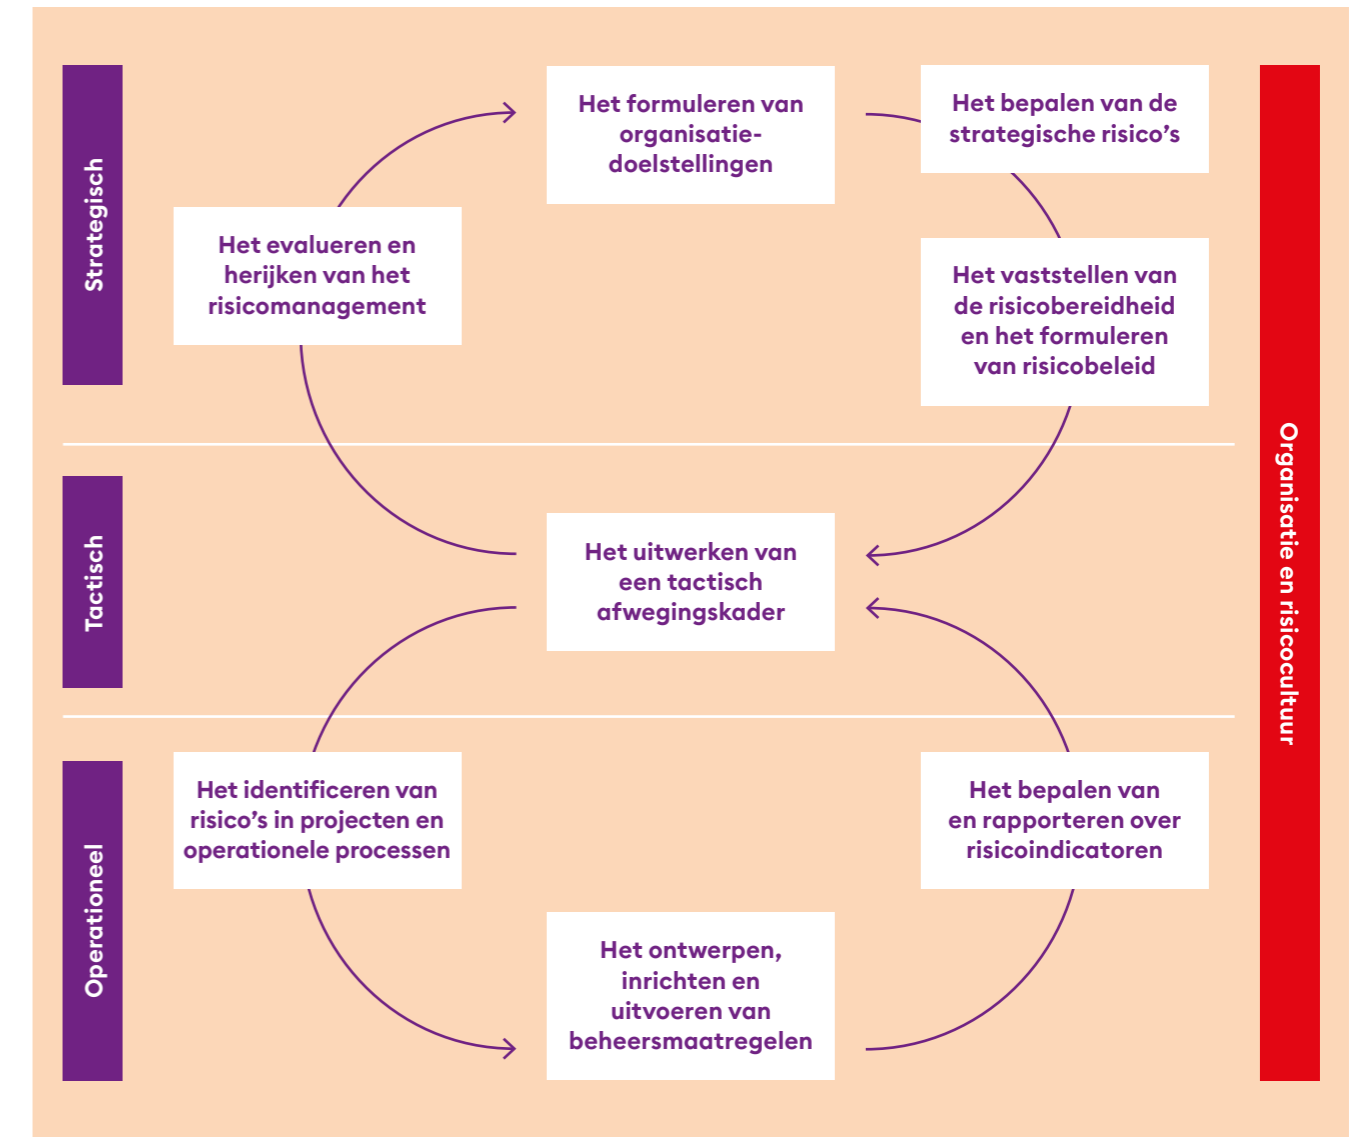 Strategisch
Het formuleren van
organisatie-
doelstellingen
Het bepalen van de
strategische risico’s
Het evalueren en
herijken van het
risicomanagement
Het vaststellen van
de risicobereidheid
en het formuleren
van risicobeleid
Tactisch
Het uitwerken van
een tactisch
afwegingskader
Operationeel
Het identificeren van
risico’s in projecten en
operationele processen
Het bepalen van
en rapporteren over
risicoindicatoren
Het ontwerpen,
inrichten en
uitvoeren van
beheersmaatregelen
Organisatie en risicocultuur